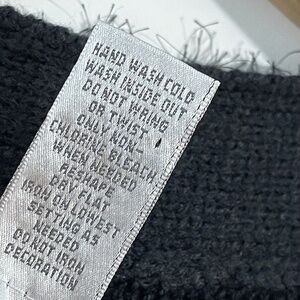 HAND WASH COLD
WASH INSIDE OUT
DO NOT WRING
OR TWIST
ONLY NON-
CHLORINE BLEACH
WHEN NEEDED
RESHAPE
DRY FLAT
IRON ON LOWEST
SETTING AS
NEEDED
DO NOT IRON
DECORATION